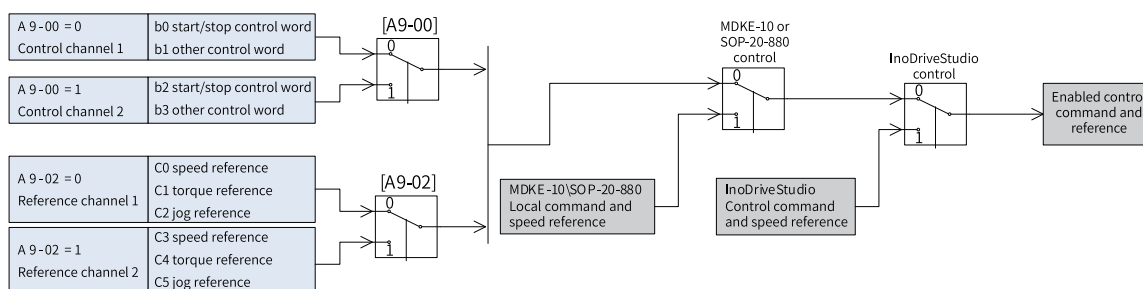 A 9-00 = 0
Control channel 1
b0 start/stop control word
b1 other control word
A 9-00 = 1
Control channel 2
b2 start/stop control word
b3 other control word
[A9-00]
0
1
A 9-02 = 0
Reference channel 1
C0 speed reference
C1 torque reference
C2 jog reference
A 9-02 = 1
Reference channel 2
C3 speed reference
C4 torque reference
C5 jog reference
[A9-02]
0
1
MDKE-10 or
SOP-20-880
control
0
1
MDKE-10\SOP-20-880
Local command and
speed reference
InoDriveStudio
control
0
1
InoDriveStudio
Control command
and speed reference
Enabled control
command and
reference